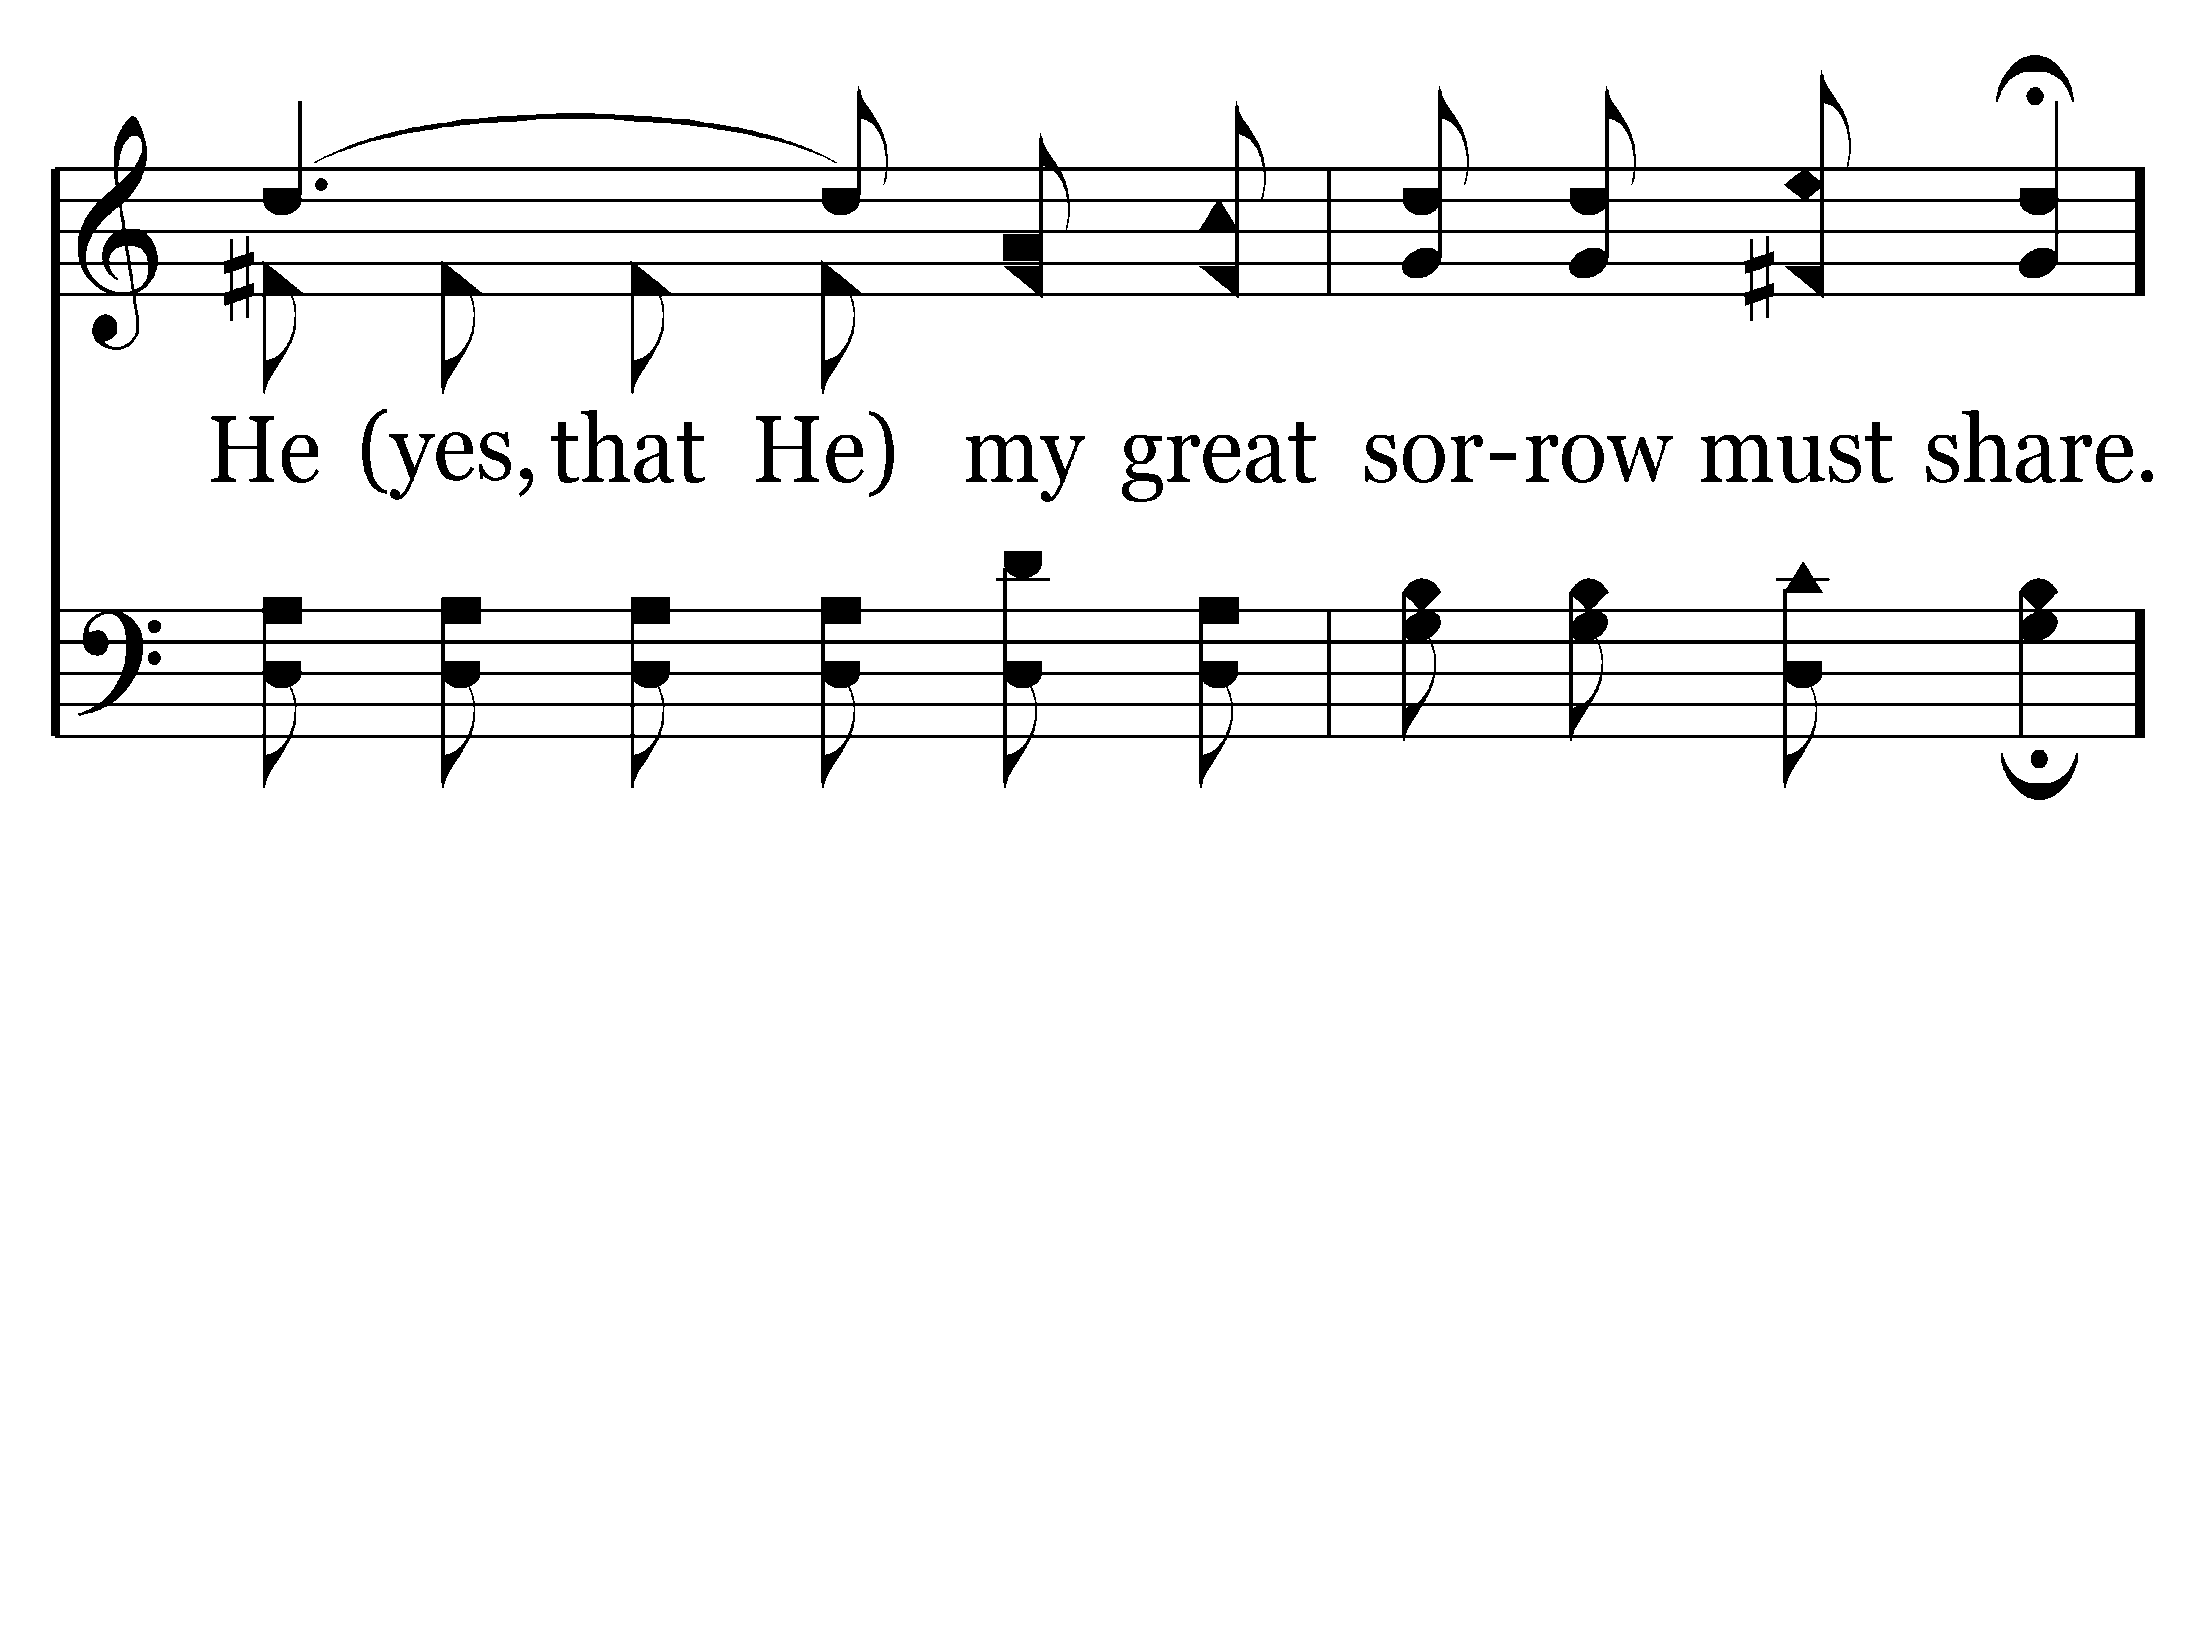 He (yes, that He) my great sor-row must share.